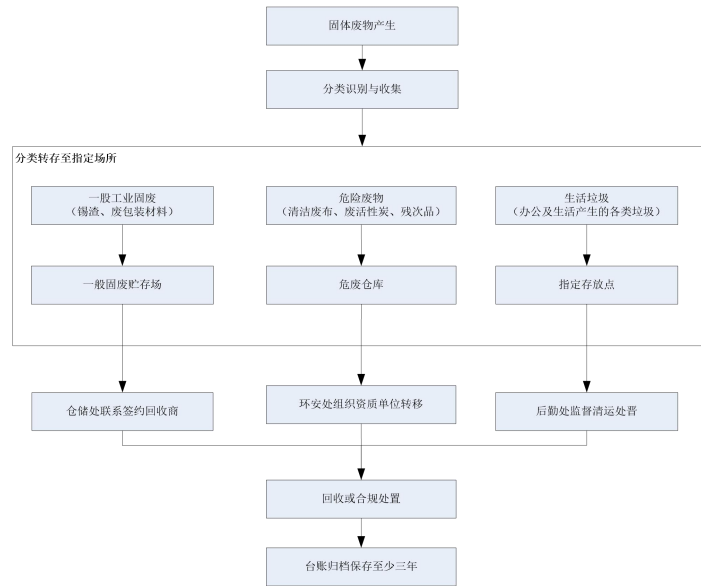 固体废物产生
分类识别与收集
分类转存至指定场所
一股工业固废
（锡渣、废包装材料）
危险废物
（清洁废布、废活性炭、残次品）
生活垃圾
（办公及生活产生的各类垃圾）
一般固废贮存场
危废仓库
指定存放点
仓储处联系签约回收商
环安处组织资质单位转移
后勤处监督清运处晋
回收或合规处置
台账归档保存至少三年